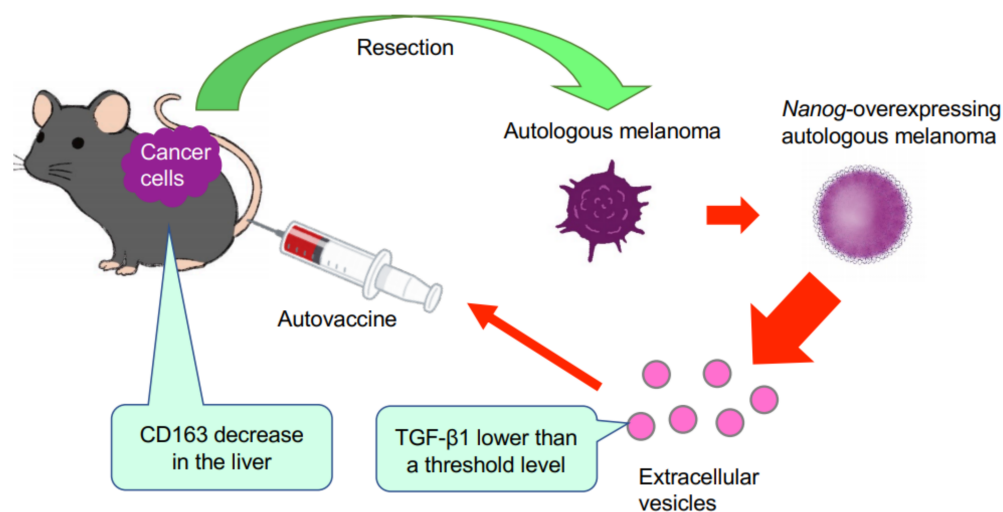 Resection
Cancer
cells
Autologous melanoma
Nanog-overexpressing
autologous melanoma
Autovaccine
CD163 decrease
in the liver
TGF-β1 lower than
a threshold level
Extracellular
vesicles